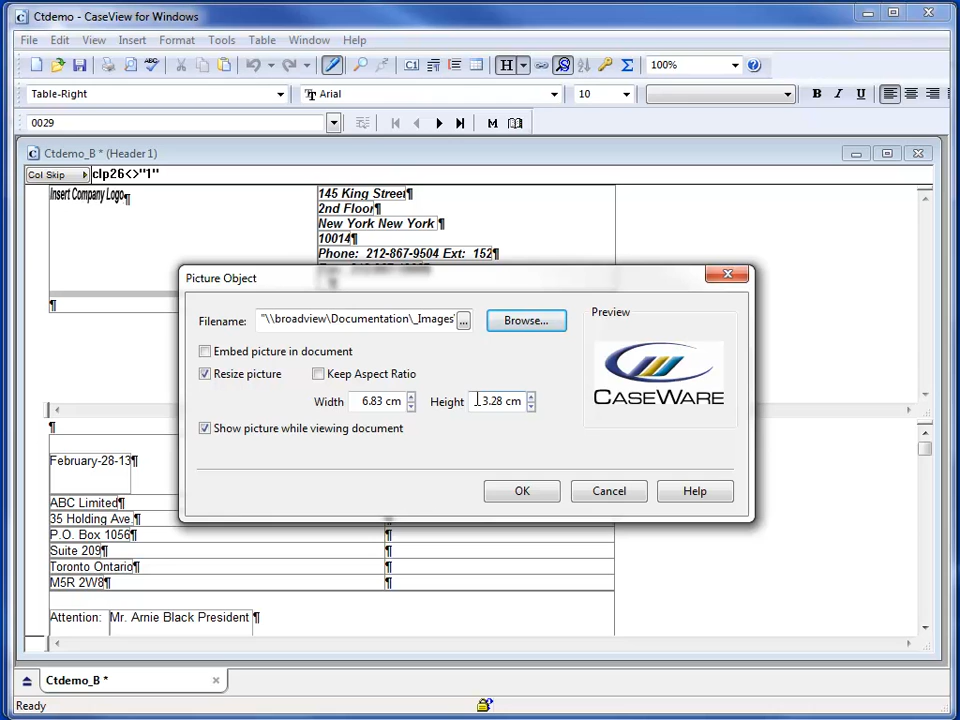 Ctdemo - CaseView for Windows
File Edit View Insert Format Tools Table Window Help
ABC C1 H Σ 100%
Table-Right Arial 10 B I U
0029 M
Ctdemo_B * (Header1)
Col Skip clp26<>"1"
Insert Company Logo¶
145 King Street¶
2nd Floor¶
New York New York ¶
10014¶
Phone: 212-867-9504 Ext: 152¶
¶
¶
Picture Object
Filename: "\\broadview\Documentation\_Images' ... Browse...
Preview
CASEWARE
Embed picture in document
Resize picture Keep Aspect Ratio
Width 6.83 cm Height 3.28 cm
Show picture while viewing document
OK Cancel Help
¶
February-28-13¶
ABC Limited¶
35 Holding Ave.¶ ¶
P.O. Box 1056¶ ¶
Suite 209¶ ¶
Toronto Ontario¶ ¶
M5R 2W8¶ ¶
Attention: Mr. Arnie Black President ¶
Ctdemo_B *
Ready